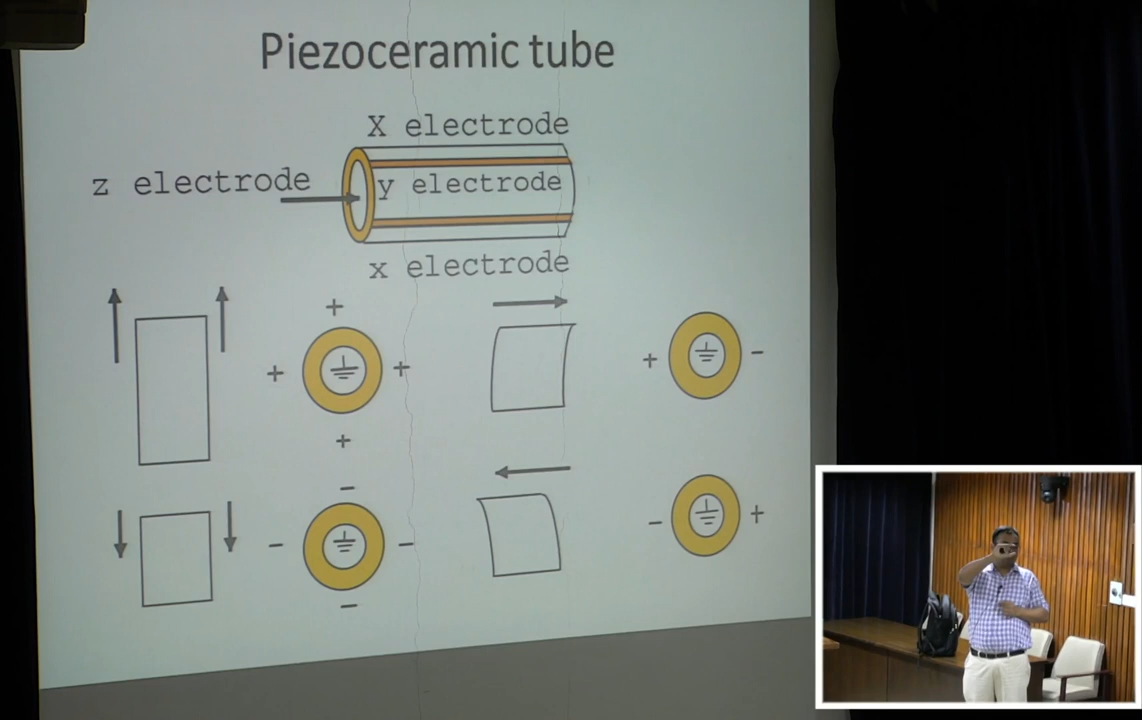 Piezoceramic tube
X electrode
z electrode
y electrode
x electrode
+
+ +
+
+ -
-
- -
-
- +